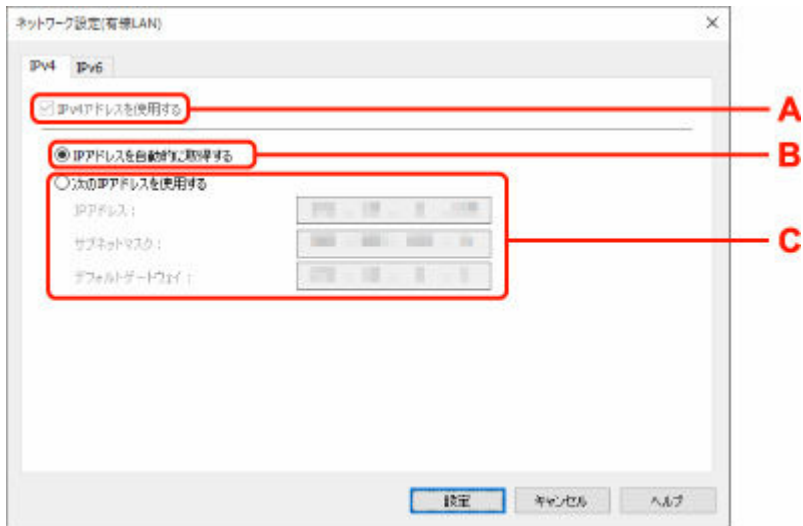 ネットワーク設定(有線LAN)
IPv4 IPv6
IPv4アドレスを使用する
A
IPアドレスを自動的に取得する
B
次のIPアドレスを使用する
IPアドレス：
サブネットマスク：
C
デフォルトゲートウェイ：
設定 キャンセル ヘルプ